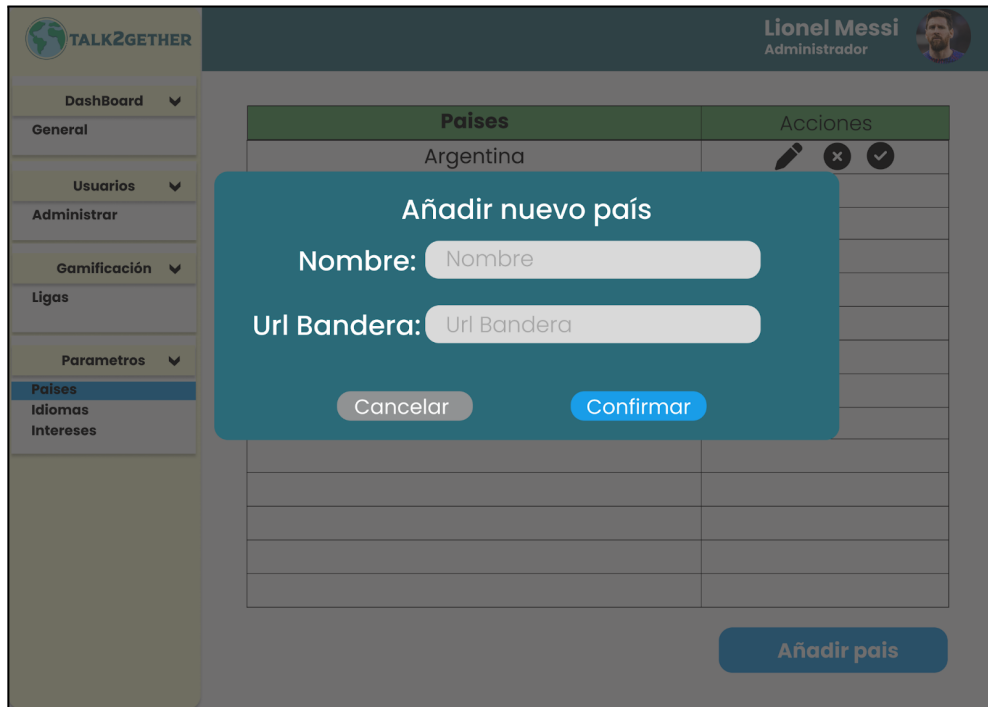 TALK2GETHER
Lionel Messi
Administrador
DashBoard
General
Usuarios
Administrar
Gamificación
Ligas
Parametros
Paises
Idiomas
Intereses
Paises Acciones
Argentina
Añadir nuevo país
Nombre: Nombre
Url Bandera: Url Bandera
Cancelar Confirmar
Añadir pais